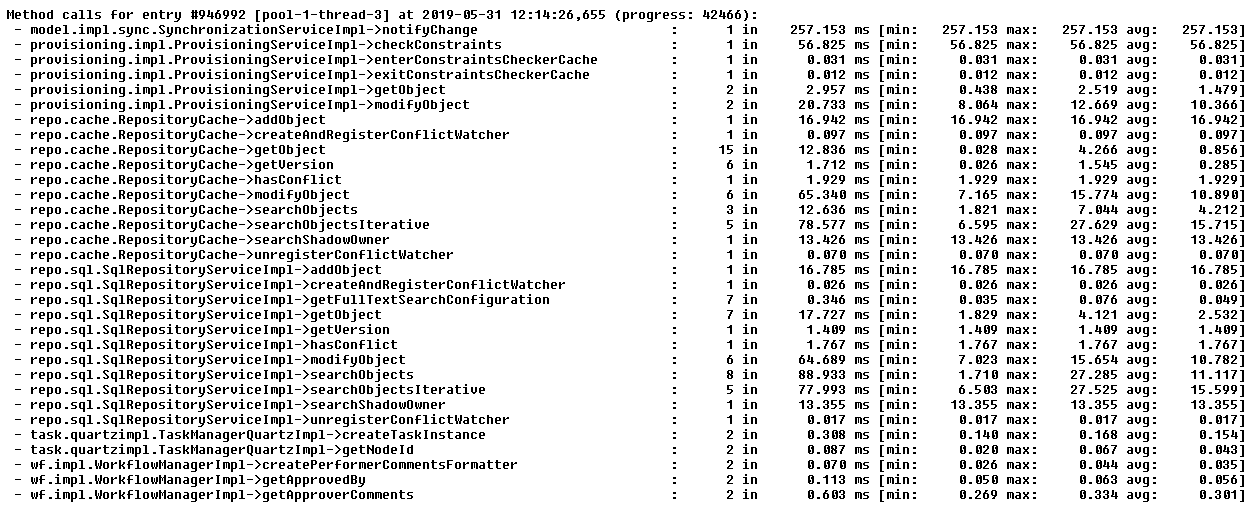 Method calls for entry #946992 [pool-1-thread-3] at 2019-05-31 12:14:26,655 (progress: 42466):
- model.impl.sync.SynchronizationServiceImpl->notifyChange : 1 in 257.153 ms [min: 257.153 max: 257.153 avg: 257.153]
- provisioning.impl.ProvisioningServiceImpl->checkConstraints : 1 in 56.825 ms [min: 56.825 max: 56.825 avg: 56.825]
- provisioning.impl.ProvisioningServiceImpl->enterConstraintsCheckerCache : 1 in 0.031 ms [min: 0.031 max: 0.031 avg: 0.031]
- provisioning.impl.ProvisioningServiceImpl->exitConstraintsCheckerCache : 1 in 0.012 ms [min: 0.012 max: 0.012 avg: 0.012]
- provisioning.impl.ProvisioningServiceImpl->getObject : 2 in 2.957 ms [min: 0.438 max: 2.519 avg: 1.479]
- provisioning.impl.ProvisioningServiceImpl->modifyObject : 2 in 20.733 ms [min: 8.064 max: 12.669 avg: 10.366]
- repo.cache.RepositoryCache->addObject : 1 in 16.942 ms [min: 16.942 max: 16.942 avg: 16.942]
- repo.cache.RepositoryCache->createAndRegisterConflictWatcher : 1 in 0.097 ms [min: 0.097 max: 0.097 avg: 0.097]
- repo.cache.RepositoryCache->getObject : 15 in 12.836 ms [min: 0.028 max: 4.266 avg: 0.856]
- repo.cache.RepositoryCache->getVersion : 6 in 1.712 ms [min: 0.026 max: 1.545 avg: 0.285]
- repo.cache.RepositoryCache->hasConflict : 1 in 1.929 ms [min: 1.929 max: 1.929 avg: 1.929]
- repo.cache.RepositoryCache->modifyObject : 6 in 65.340 ms [min: 7.165 max: 15.774 avg: 10.890]
- repo.cache.RepositoryCache->searchObjects : 3 in 12.636 ms [min: 1.821 max: 7.044 avg: 4.212]
- repo.cache.RepositoryCache->searchObjectsIterative : 5 in 78.577 ms [min: 6.595 max: 27.629 avg: 15.715]
- repo.cache.RepositoryCache->searchShadowOwner : 1 in 13.426 ms [min: 13.426 max: 13.426 avg: 13.426]
- repo.cache.RepositoryCache->unregisterConflictWatcher : 1 in 0.070 ms [min: 0.070 max: 0.070 avg: 0.070]
- repo.sql.SqlRepositoryServiceImpl->addObject : 1 in 16.785 ms [min: 16.785 max: 16.785 avg: 16.785]
- repo.sql.SqlRepositoryServiceImpl->createAndRegisterConflictWatcher : 1 in 0.026 ms [min: 0.026 max: 0.026 avg: 0.026]
- repo.sql.SqlRepositoryServiceImpl->getFullTextSearchConfiguration : 7 in 0.346 ms [min: 0.035 max: 0.076 avg: 0.049]
- repo.sql.SqlRepositoryServiceImpl->getObject : 7 in 17.727 ms [min: 1.829 max: 4.121 avg: 2.532]
- repo.sql.SqlRepositoryServiceImpl->getVersion : 1 in 1.409 ms [min: 1.409 max: 1.409 avg: 1.409]
- repo.sql.SqlRepositoryServiceImpl->hasConflict : 1 in 1.767 ms [min: 1.767 max: 1.767 avg: 1.767]
- repo.sql.SqlRepositoryServiceImpl->modifyObject : 6 in 64.689 ms [min: 7.023 max: 15.654 avg: 10.782]
- repo.sql.SqlRepositoryServiceImpl->searchObjects : 8 in 88.933 ms [min: 1.710 max: 27.285 avg: 11.117]
- repo.sql.SqlRepositoryServiceImpl->searchObjectsIterative : 5 in 77.993 ms [min: 6.503 max: 27.525 avg: 15.599]
- repo.sql.SqlRepositoryServiceImpl->searchShadowOwner : 1 in 13.355 ms [min: 13.355 max: 13.355 avg: 13.355]
- repo.sql.SqlRepositoryServiceImpl->unregisterConflictWatcher : 1 in 0.017 ms [min: 0.017 max: 0.017 avg: 0.017]
- task.quartzimpl.TaskManagerQuartzImpl->createTaskInstance : 2 in 0.308 ms [min: 0.140 max: 0.168 avg: 0.154]
- task.quartzimpl.TaskManagerQuartzImpl->getNodeId : 2 in 0.087 ms [min: 0.020 max: 0.067 avg: 0.043]
- wf.impl.WorkflowManagerImpl->createPerformerCommentsFormatter : 2 in 0.070 ms [min: 0.026 max: 0.044 avg: 0.035]
- wf.impl.WorkflowManagerImpl->getApprovedBy : 2 in 0.113 ms [min: 0.050 max: 0.063 avg: 0.056]
- wf.impl.WorkflowManagerImpl->getApproverComments : 2 in 0.603 ms [min: 0.269 max: 0.334 avg: 0.301]